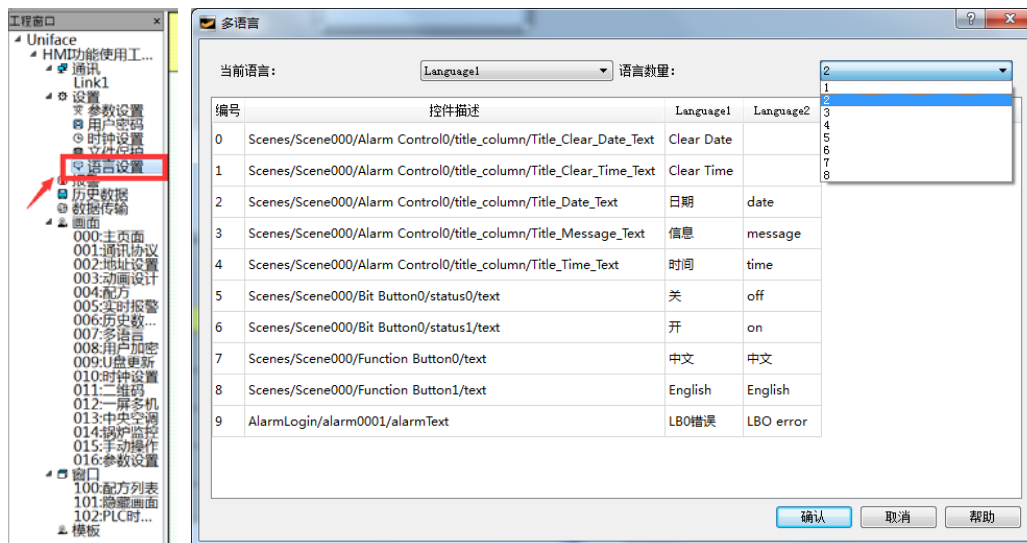 工程窗口
Uniface
HMI功能使用工...
通讯
Link1
设置
参数设置
用户密码
时钟设置
文件保护
语言设置
报警
历史数据
数据传输
画面
000:主页面
001:通讯协议
002:地址设置
003:动画设计
004:配方
005:实时报警
006:历史数...
007:多语言
008:用户加密
009:U盘更新
010:时钟设置
011:二维码
012:一屏多机
013:中央空调
014:锅炉监控
015:手动操作
016:参数设置
窗口
100:配方列表
101:隐藏画面
102:PLC时...
模板
多语言
当前语言: Language1 语言数量: 2
1
2
3
4
5
6
7
8
编号 控件描述 Language1 Language2
0 Scenes/Scene000/Alarm Control0/title_column/Title_Clear_Date_Text Clear Date
1 Scenes/Scene000/Alarm Control0/title_column/Title_Clear_Time_Text Clear Time
2 Scenes/Scene000/Alarm Control0/title_column/Title_Date_Text 日期 date
3 Scenes/Scene000/Alarm Control0/title_column/Title_Message_Text 信息 message
4 Scenes/Scene000/Alarm Control0/title_column/Title_Time_Text 时间 time
5 Scenes/Scene000/Bit Button0/status0/text 关 off
6 Scenes/Scene000/Bit Button0/status1/text 开 on
7 Scenes/Scene000/Function Button0/text 中文 中文
8 Scenes/Scene000/Function Button1/text English English
9 AlarmLogin/alarm0001/alarmText LB0错误 LBO error
确认 取消 帮助